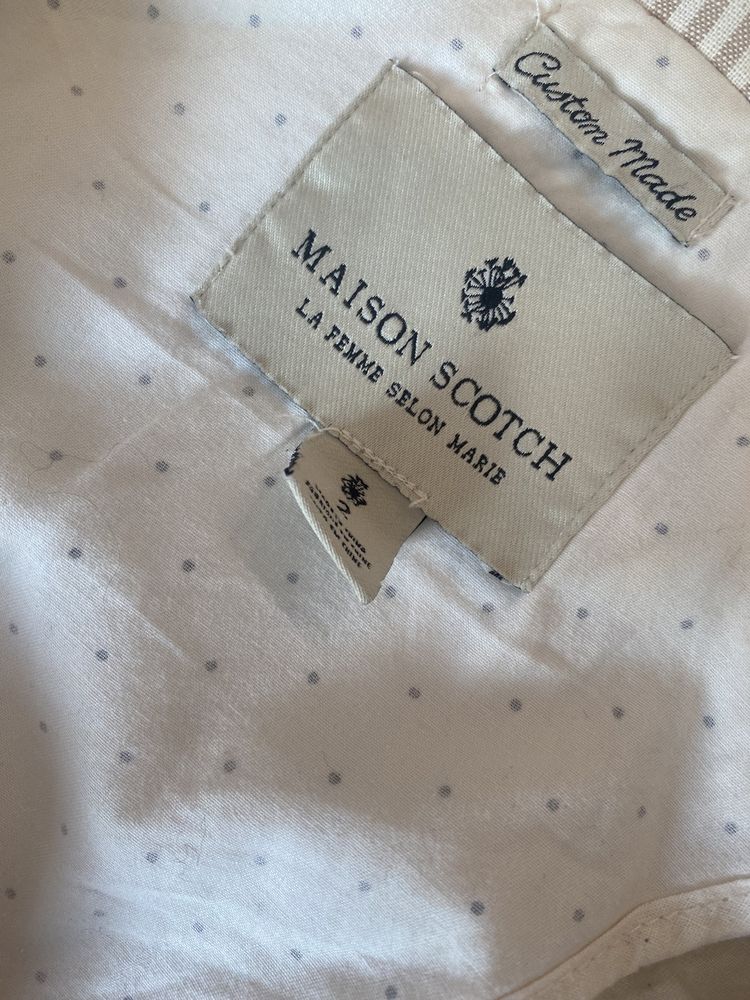 Custom Made
MAISON SCOTCH
LA FEMME SELON MARIE
2